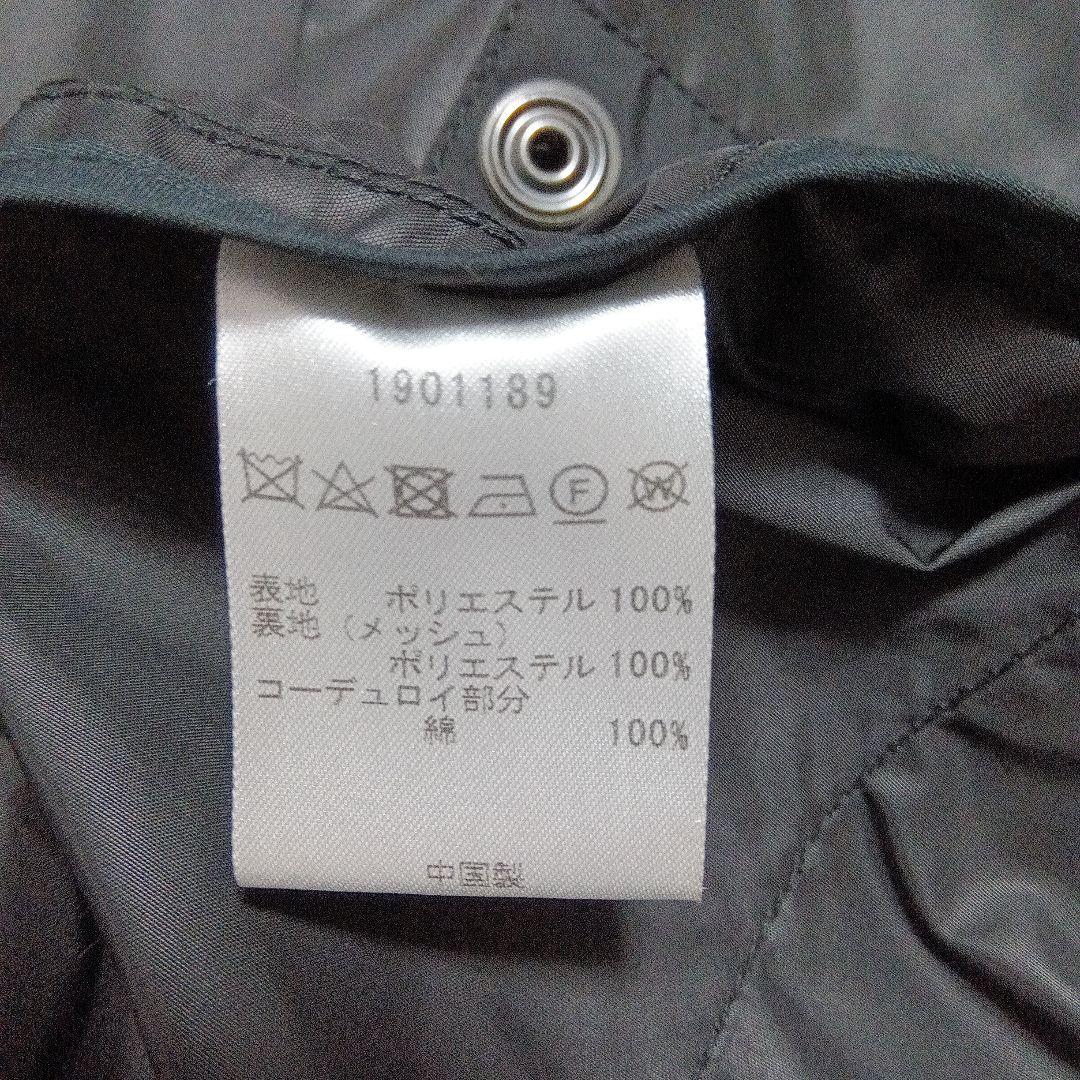 1901189
F W
表地 ポリエステル 100%
裏地（メッシュ）
ポリエステル 100%
コーデュロイ部分
綿 100%
中国製